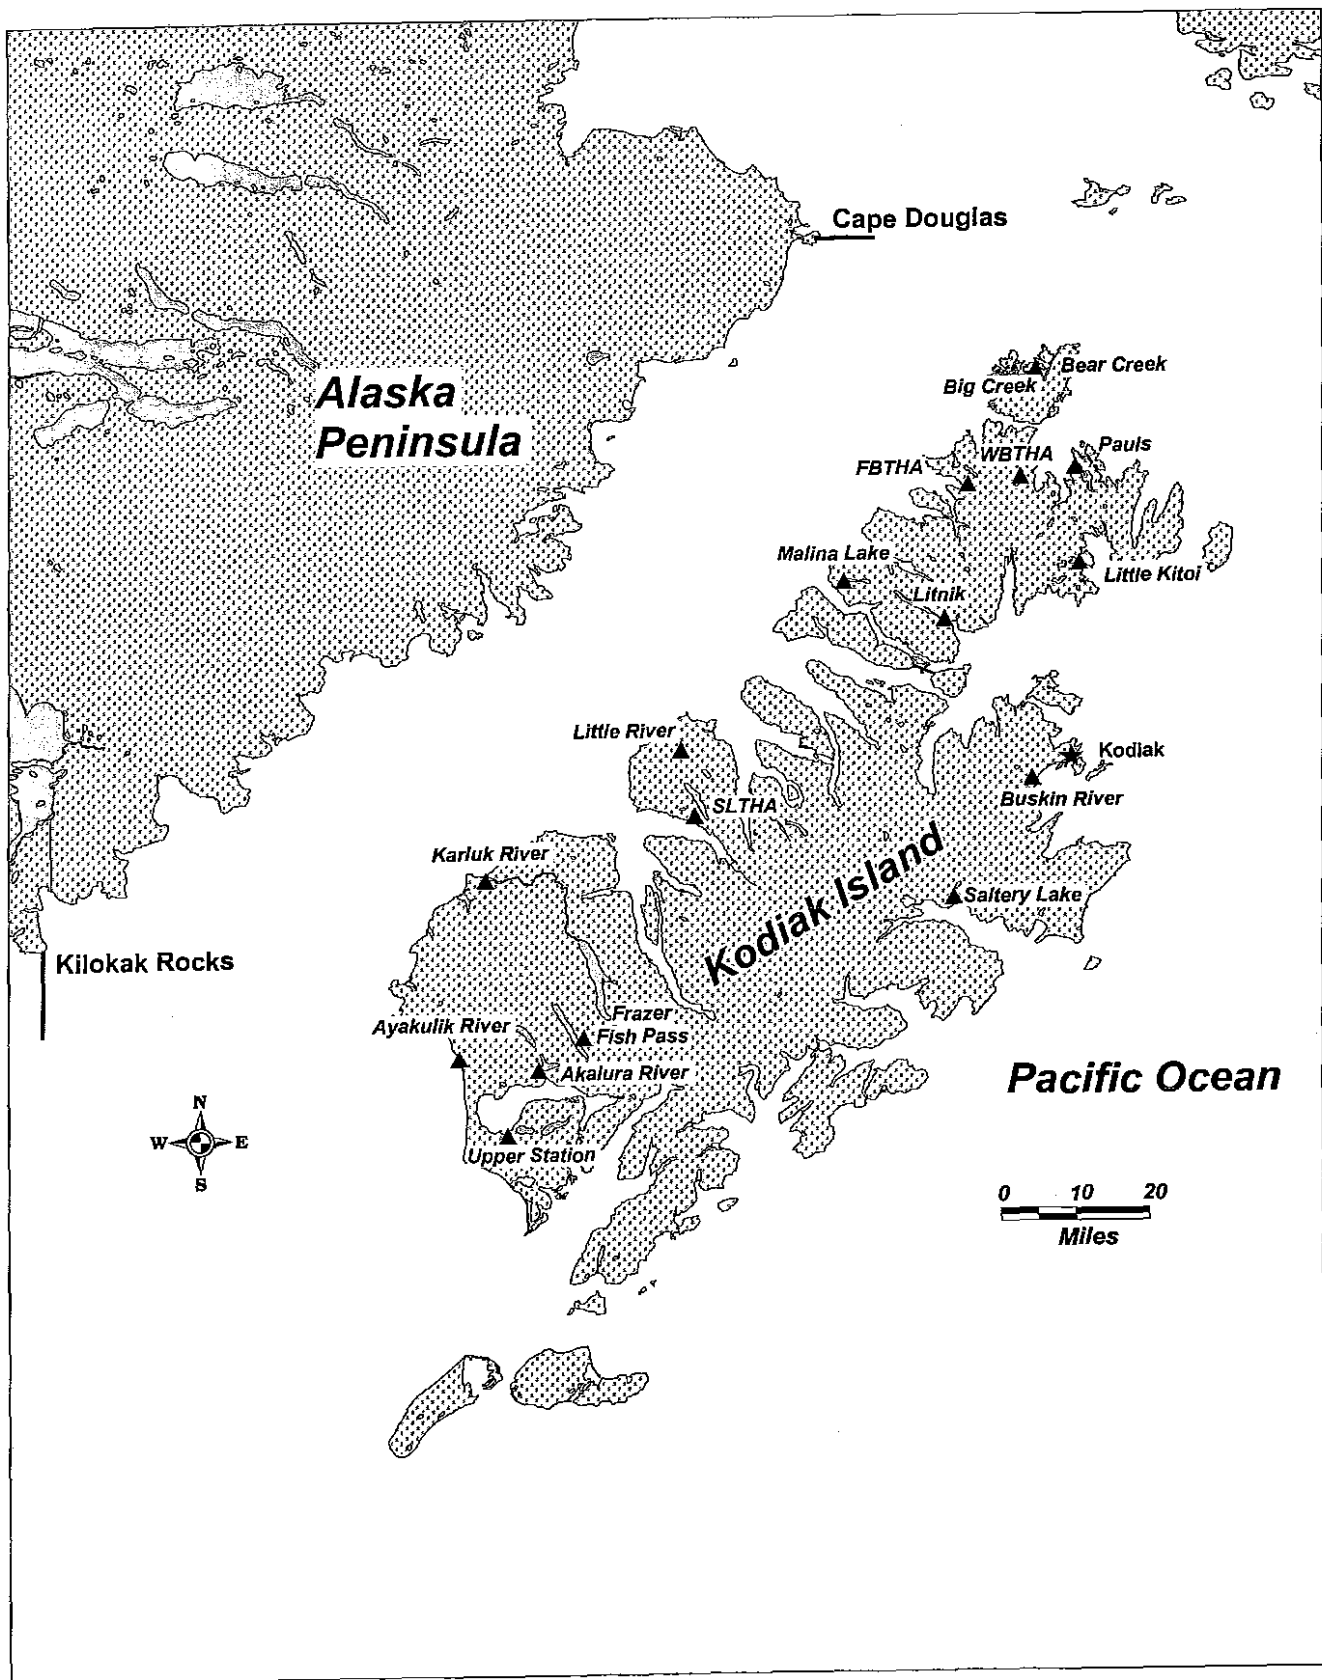 Cape Douglas
Alaska
Peninsula
Bear Creek
Big Creek
WBTHA
Pauls
FBTHA
Malina Lake
Litnik
Little Kitoi
Little River
Kodiak
Buskin River
SLTHA
Karluk River
Saltery Lake
Kodiak Island
Kilokak Rocks
Frazer
Fish Pass
Ayakulik River
Akalura River
Pacific Ocean
N
W E
S
Upper Station
0 10 20
Miles